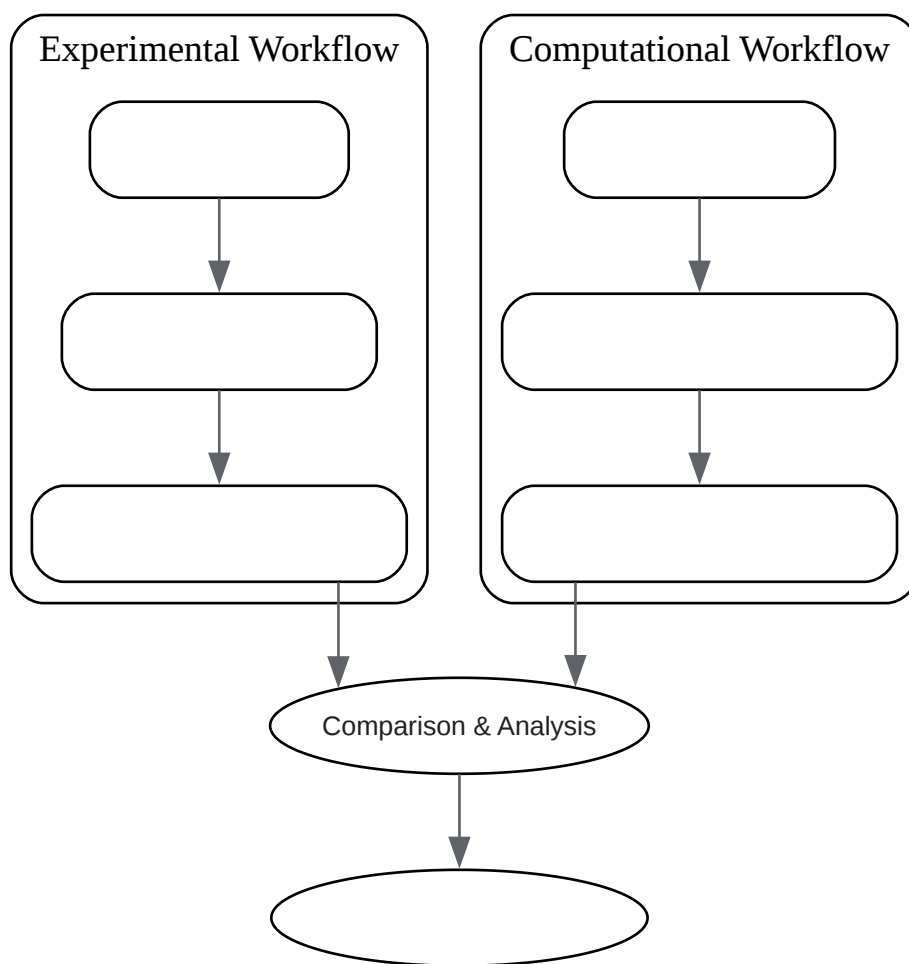 Experimental Workflow
Computational Workflow
Comparison & Analysis